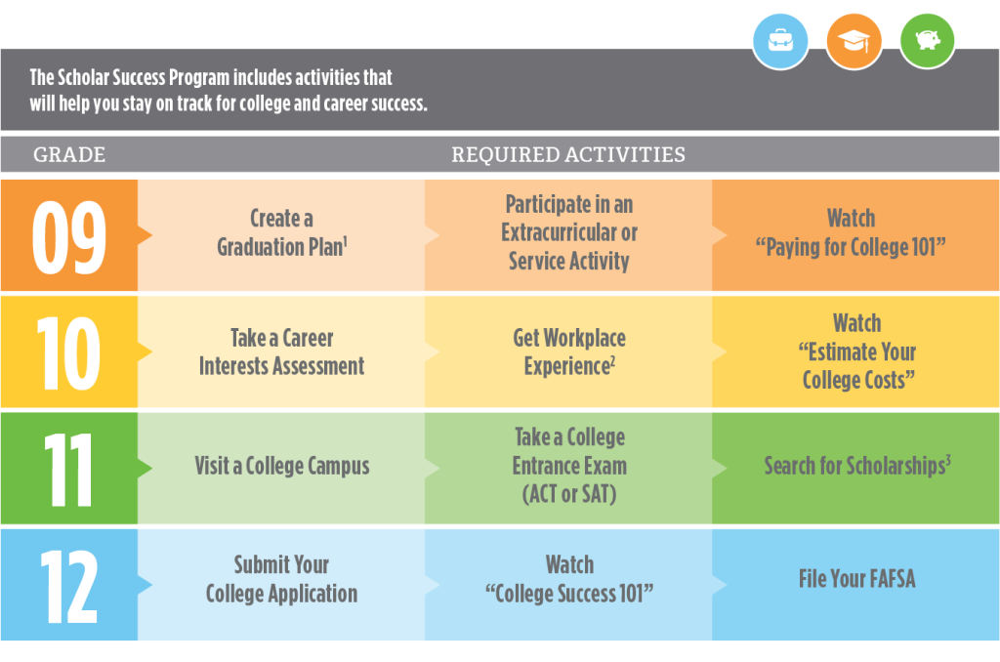 The Scholar Success Program includes activities that
will help you stay on track for college and career success.
GRADE
REQUIRED ACTIVITIES
09
Create a
Graduation Plan¹
Participate in an
Extracurricular or
Service Activity
Watch
“Paying for College 101”
10
Take a Career
Interests Assessment
Get Workplace
Experience²
Watch
“Estimate Your
College Costs”
11
Visit a College Campus
Take a College
Entrance Exam
(ACT or SAT)
Search for Scholarships³
12
Submit Your
College Application
Watch
“College Success 101”
File Your FAFSA